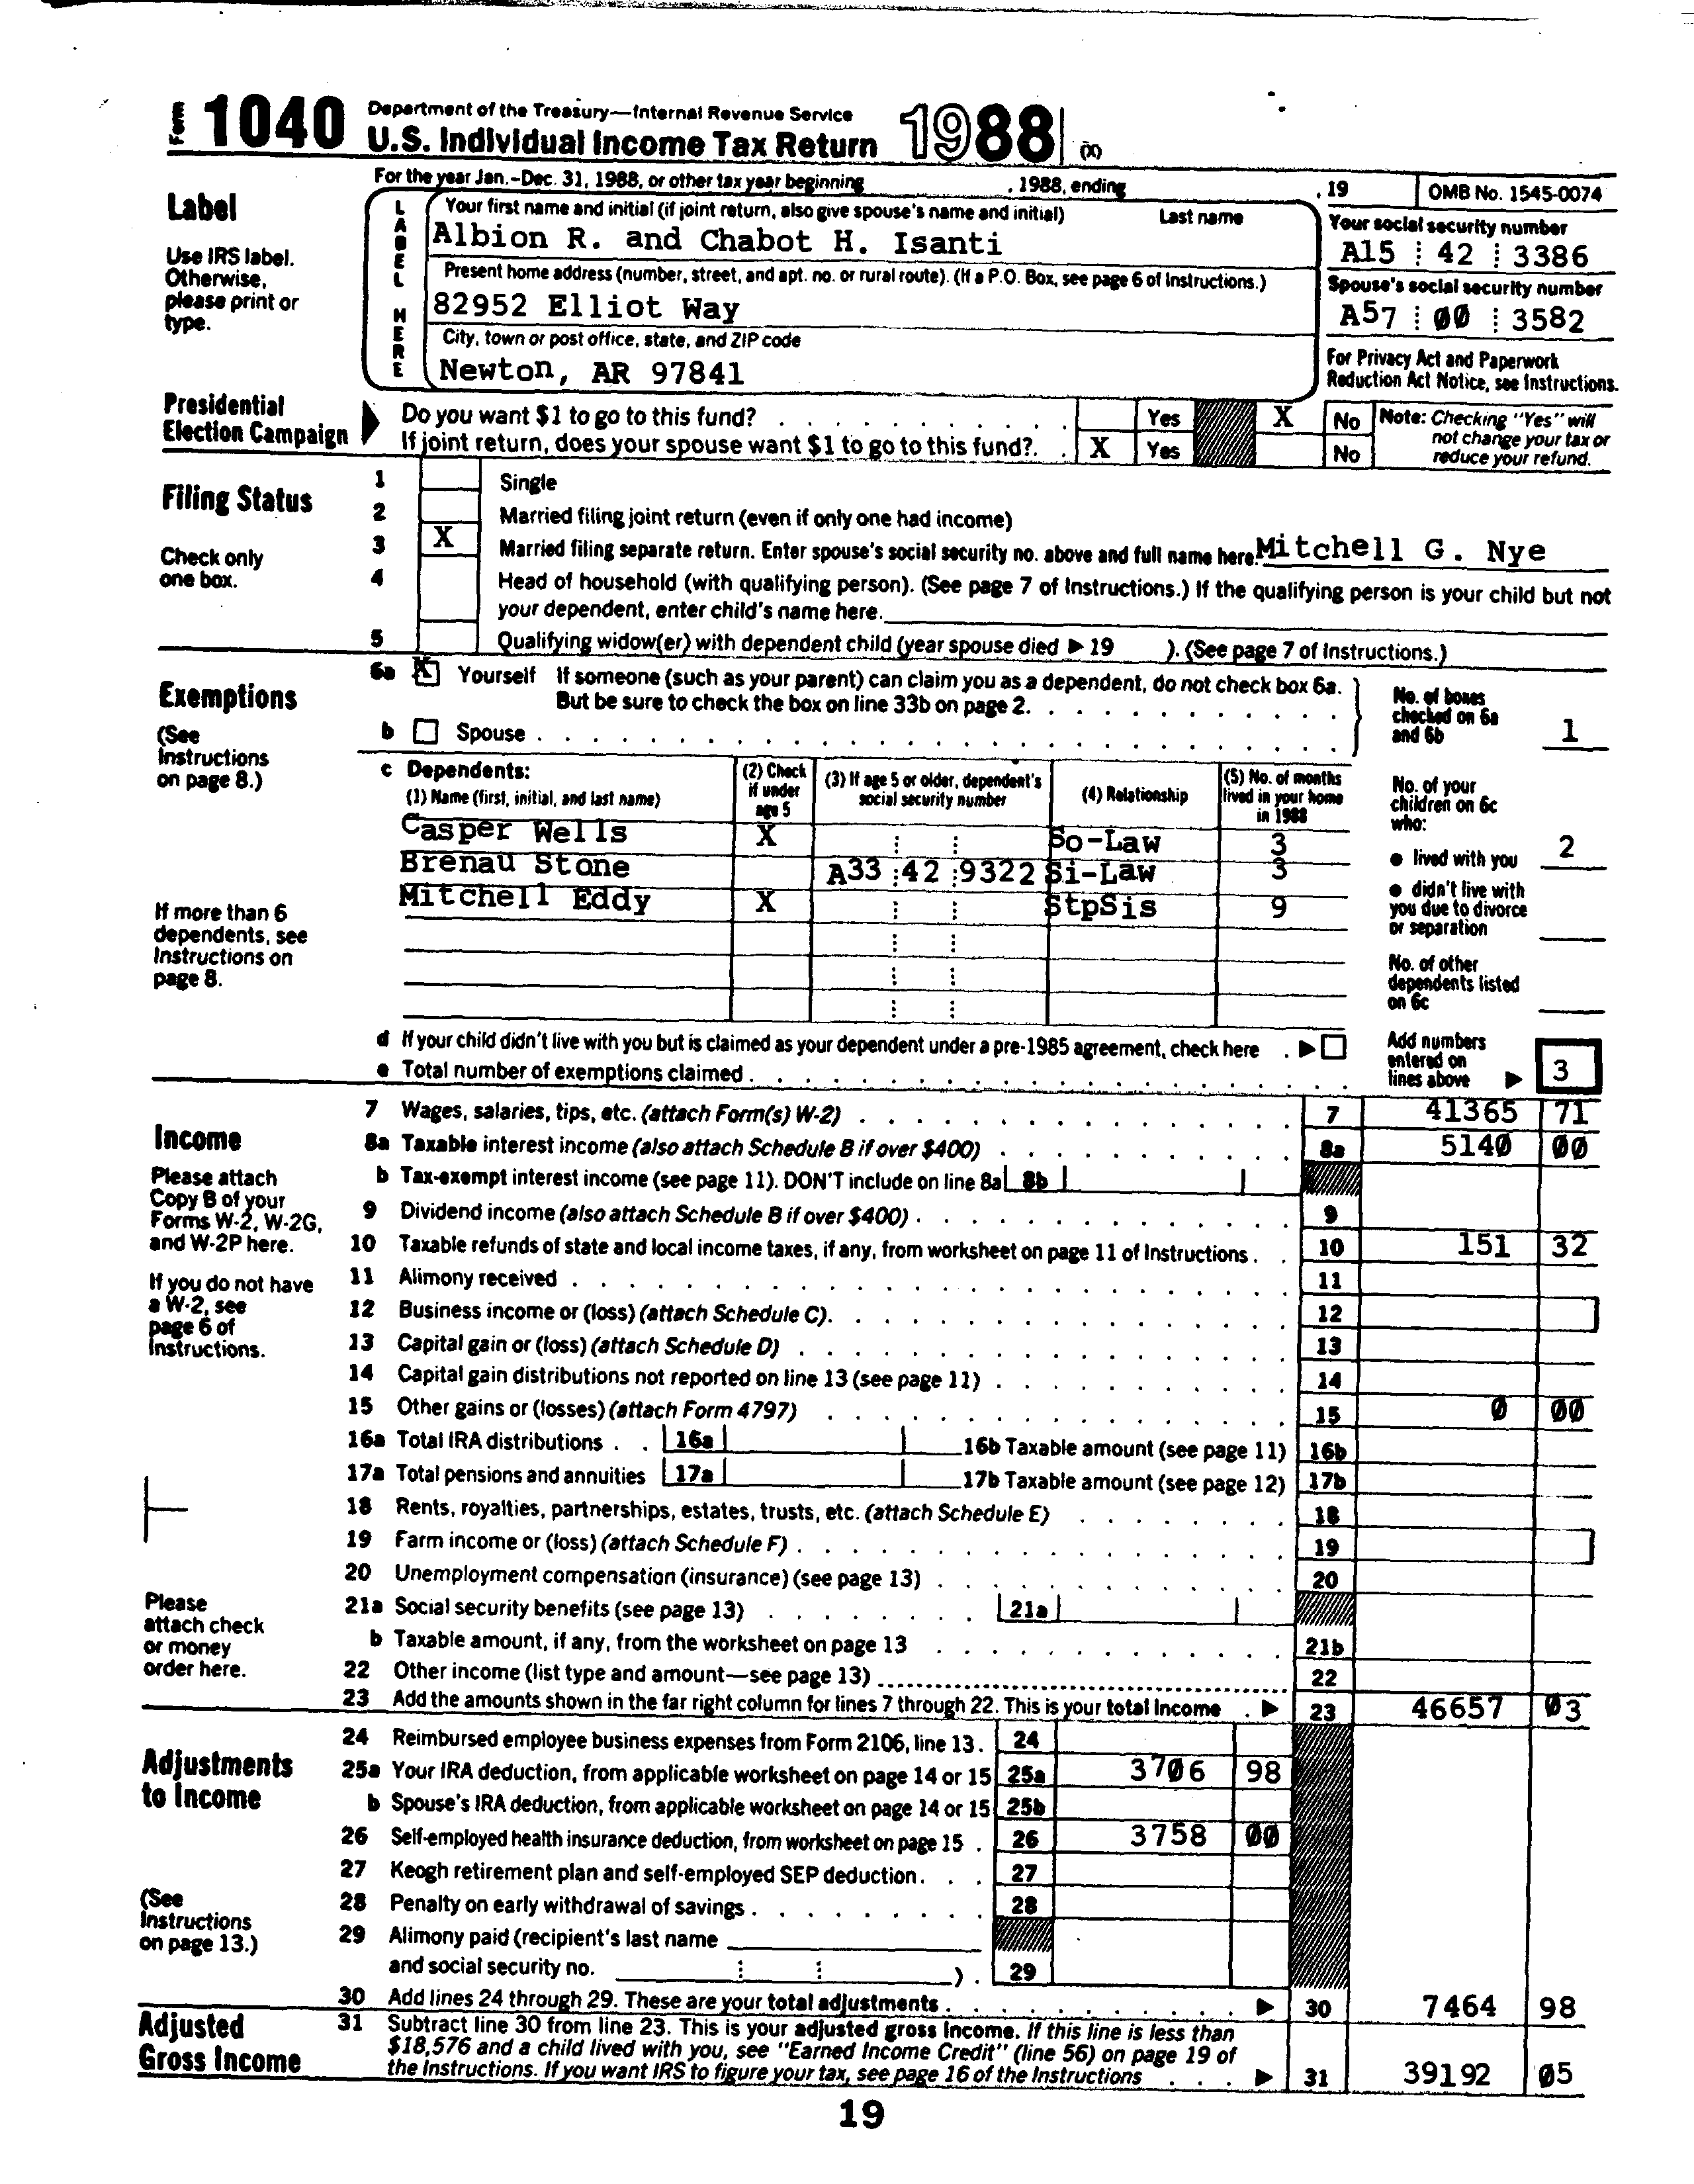 Form 1040 Department of the Treasury—Internal Revenue Service
U.S. Individual Income Tax Return 1988 (X)
For the year Jan.–Dec. 31, 1988, or other tax year beginning , 1988, ending , 19 OMB No. 1545-0074
Label
Use IRS label.
Otherwise,
please print or
type.
LABEL HERE
Your first name and initial (if joint return, also give spouse's name and initial) Last name
Albion R. and Chabot H. Isanti
Present home address (number, street, and apt. no. or rural route). (If a P.O. Box, see page 6 of Instructions.)
82952 Elliot Way
City, town or post office, state, and ZIP code
Newton, AR 97841
Your social security number
A15 42 3386
Spouse's social security number
A57 00 3582
For Privacy Act and Paperwork
Reduction Act Notice, see Instructions.
Presidential
Election Campaign
Do you want $1 to go to this fund? Yes X No
If joint return, does your spouse want $1 to go to this fund?. X Yes No
Note: Checking "Yes" will
not change your tax or
reduce your refund.
Filing Status
Check only
one box.
1 Single
2 Married filing joint return (even if only one had income)
3 X Married filing separate return. Enter spouse's social security no. above and full name here. Mitchell G. Nye
4 Head of household (with qualifying person). (See page 7 of Instructions.) If the qualifying person is your child but not
your dependent, enter child's name here.
5 Qualifying widow(er) with dependent child (year spouse died ▶ 19 ). (See page 7 of Instructions.)
Exemptions
(See
Instructions
on page 8.)
6a X Yourself If someone (such as your parent) can claim you as a dependent, do not check box 6a.
But be sure to check the box on line 33b on page 2.
b Spouse
No. of boxes
checked on 6a
and 6b 1
c Dependents:
(1) Name (first, initial, and last name)
(2) Check
if under
age 5
(3) If age 5 or older, dependent's
social security number
(4) Relationship
(5) No. of months
lived in your home
in 1988
Casper Wells X So-Law 3
Brenau Stone A33 42 9322 Si-Law 3
Mitchell Eddy X StpSis 9
If more than 6
dependents, see
Instructions on
page 8.
No. of your
children on 6c
who:
● lived with you 2
● didn't live with
you due to divorce
or separation
No. of other
dependents listed
on 6c
d If your child didn't live with you but is claimed as your dependent under a pre-1985 agreement, check here . ▶
e Total number of exemptions claimed
Add numbers
entered on
lines above ▶ 3
Income
Please attach
Copy B of your
Forms W-2, W-2G,
and W-2P here.
If you do not have
a W-2, see
page 6 of
Instructions.
Please
attach check
or money
order here.
7 Wages, salaries, tips, etc. (attach Form(s) W-2) 7 41365 71
8a Taxable interest income (also attach Schedule B if over $400) 8a 5140 00
b Tax-exempt interest income (see page 11). DON'T include on line 8a 8b
9 Dividend income (also attach Schedule B if over $400) 9
10 Taxable refunds of state and local income taxes, if any, from worksheet on page 11 of Instructions 10 151 32
11 Alimony received 11
12 Business income or (loss) (attach Schedule C) 12
13 Capital gain or (loss) (attach Schedule D) 13
14 Capital gain distributions not reported on line 13 (see page 11) 14
15 Other gains or (losses) (attach Form 4797) 15 0 00
16a Total IRA distributions 16a 16b Taxable amount (see page 11) 16b
17a Total pensions and annuities 17a 17b Taxable amount (see page 12) 17b
18 Rents, royalties, partnerships, estates, trusts, etc. (attach Schedule E) 18
19 Farm income or (loss) (attach Schedule F) 19
20 Unemployment compensation (insurance) (see page 13) 20
21a Social security benefits (see page 13) 21a
b Taxable amount, if any, from the worksheet on page 13 21b
22 Other income (list type and amount—see page 13) 22
23 Add the amounts shown in the far right column for lines 7 through 22. This is your total income . ▶ 23 46657 03
Adjustments
to Income
(See
Instructions
on page 13.)
24 Reimbursed employee business expenses from Form 2106, line 13. 24
25a Your IRA deduction, from applicable worksheet on page 14 or 15 25a 3706 98
b Spouse's IRA deduction, from applicable worksheet on page 14 or 15 25b
26 Self-employed health insurance deduction, from worksheet on page 15 . 26 3758 00
27 Keogh retirement plan and self-employed SEP deduction 27
28 Penalty on early withdrawal of savings 28
29 Alimony paid (recipient's last name
and social security no. ) . 29
30 Add lines 24 through 29. These are your total adjustments ▶ 30 7464 98
Adjusted
Gross Income
31 Subtract line 30 from line 23. This is your adjusted gross income. If this line is less than
$18,576 and a child lived with you, see "Earned Income Credit" (line 56) on page 19 of
the Instructions. If you want IRS to figure your tax, see page 16 of the Instructions ▶ 31 39192 05
19